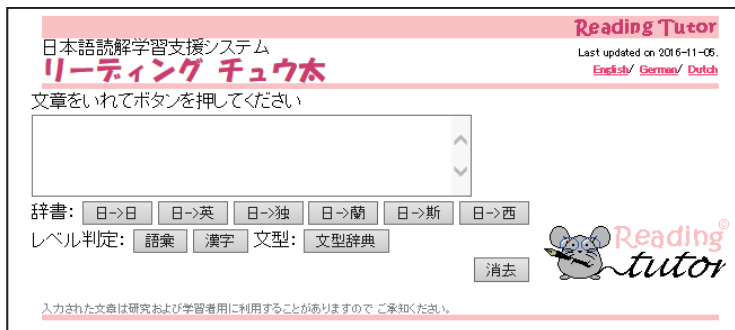 Reading Tutor
日本語読解学習支援システム
Last updated on 2016-11-05.
リーディング チュウ太
English/ German/ Dutch
文章をいれてボタンを押してください
辞書: 日->日 日->英 日->独 日->蘭 日->斯 日->西
レベル判定: 語彙 漢字 文型: 文型辞典
消去
Reading©
tutor
入力された文章は研究および学習者用に利用することがありますので ご承知ください。